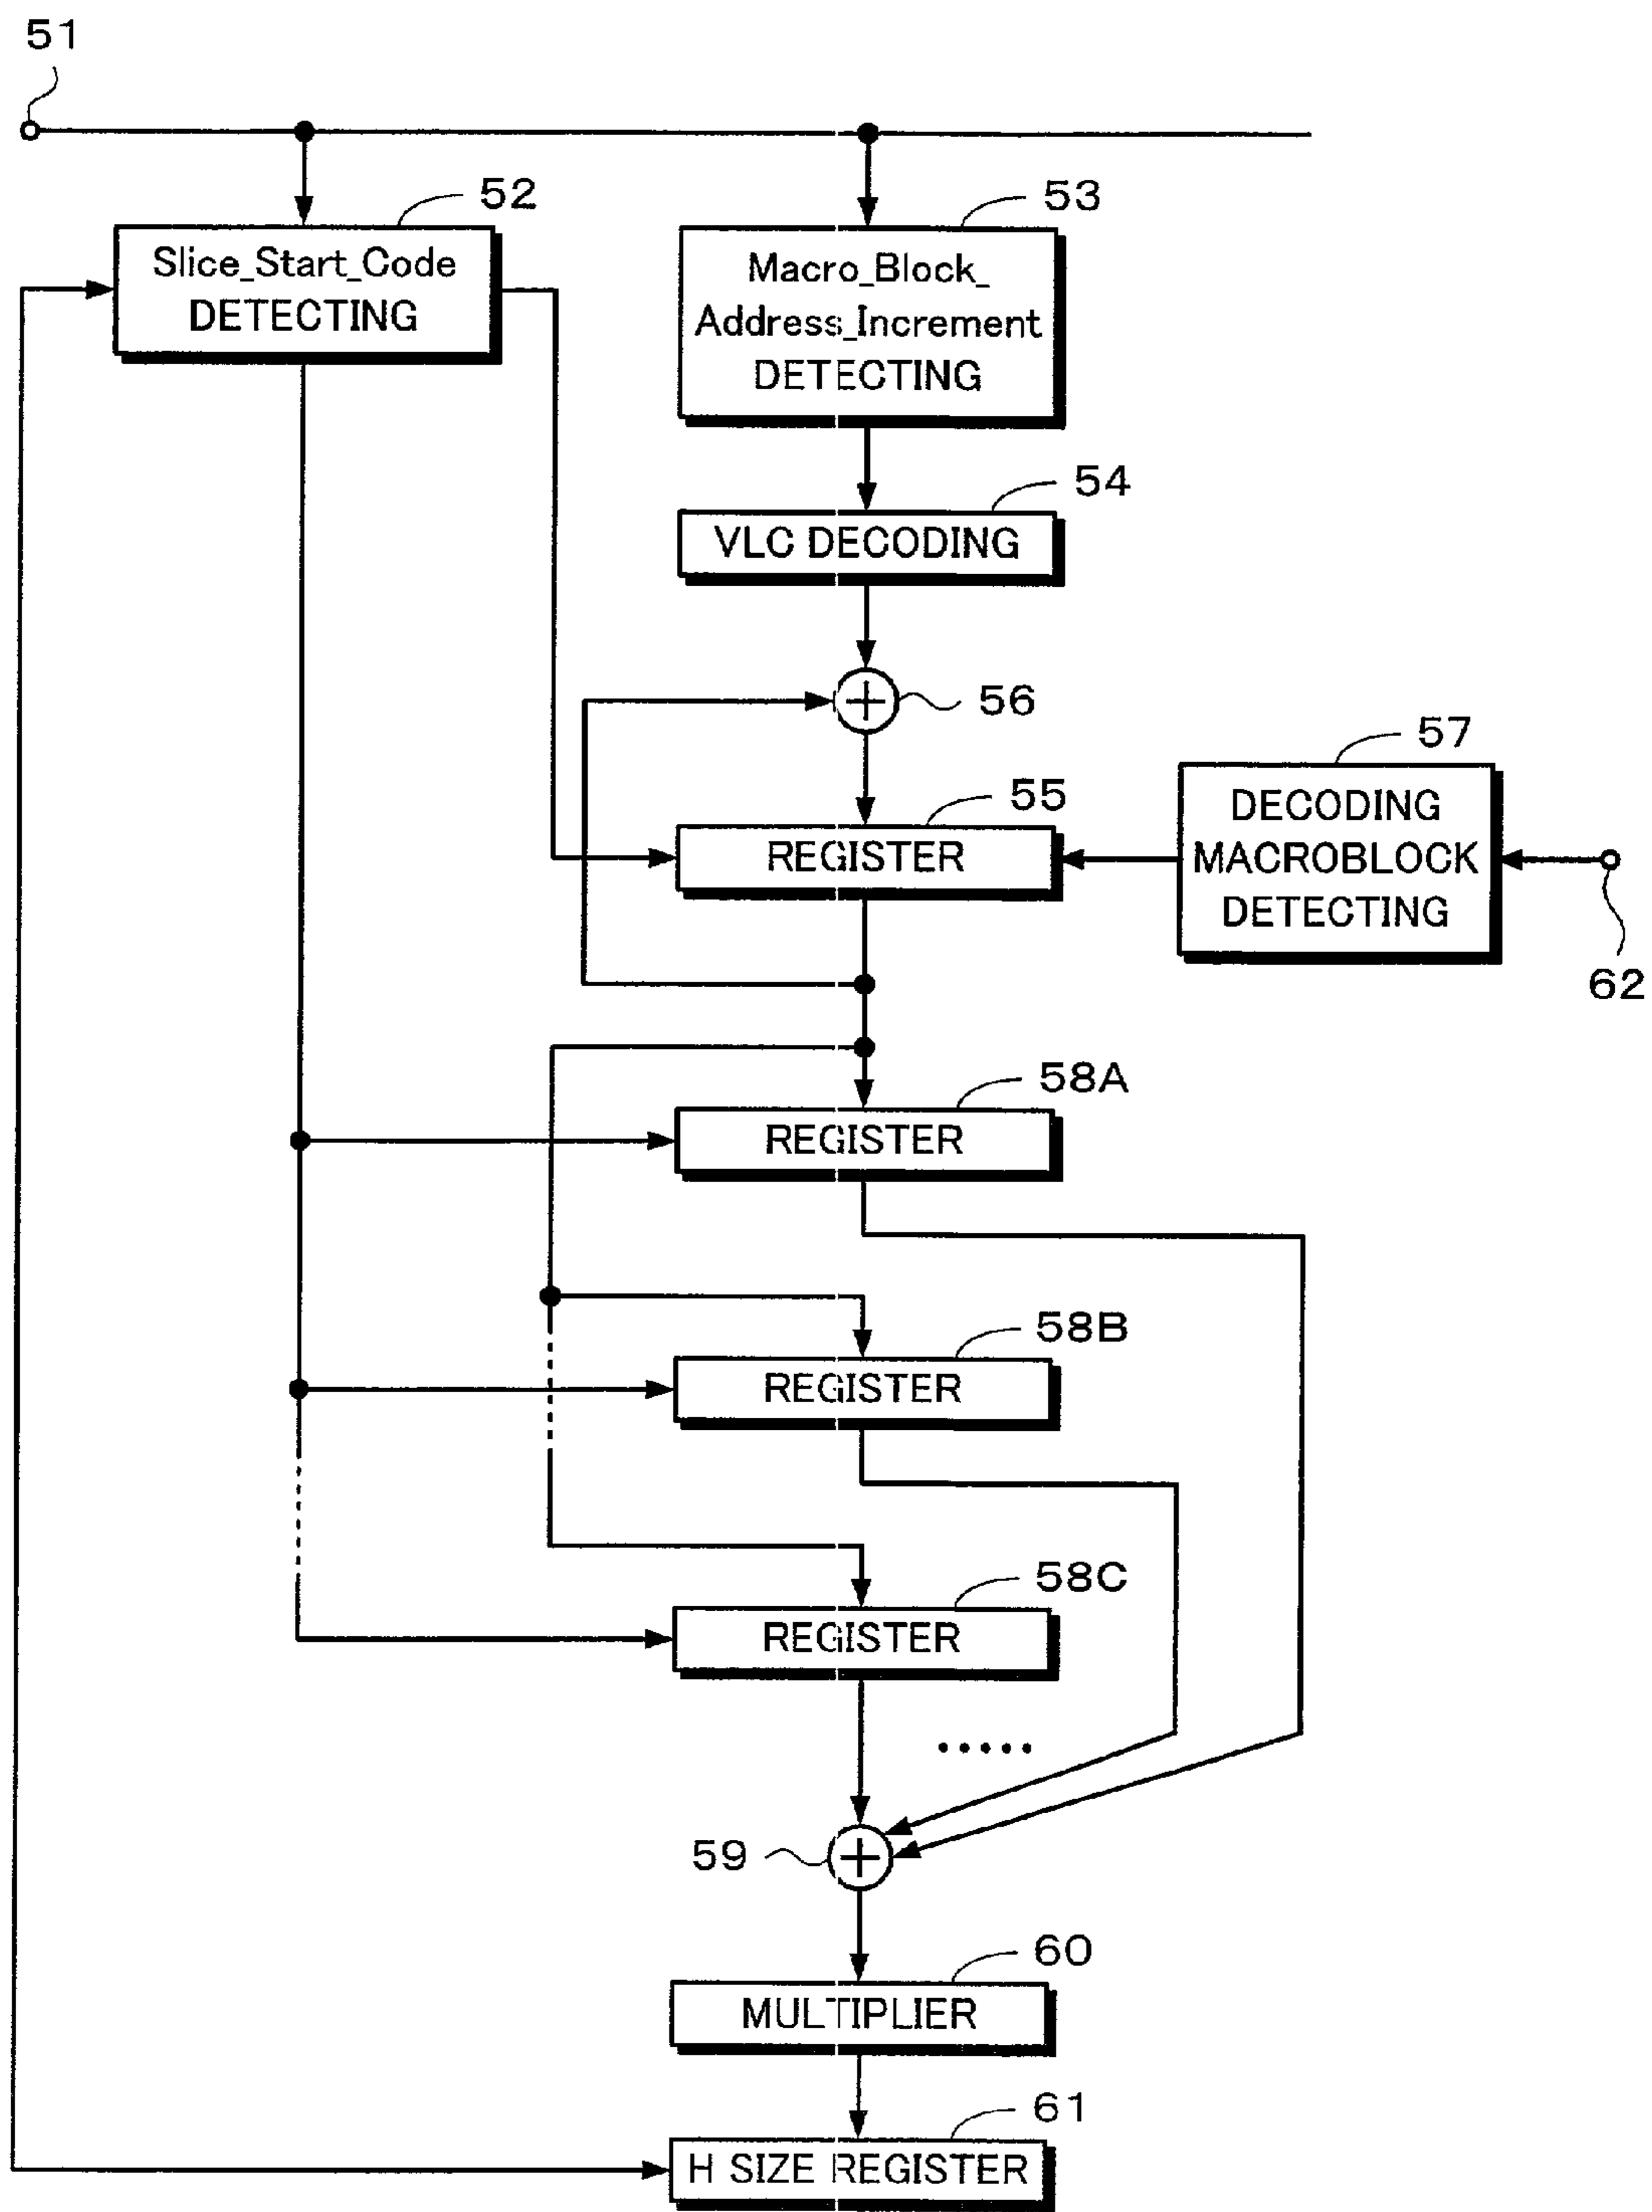 51
52
Slice_Start_Code
DETECTING
53
Macro_Block_
Address_Increment
DETECTING
54
VLC DECODING
56
55
REGISTER
57
DECODING
MACROBLOCK
DETECTING
62
58A
REGISTER
58B
REGISTER
58C
REGISTER
.....
59
60
MULTIPLIER
61
H SIZE REGISTER